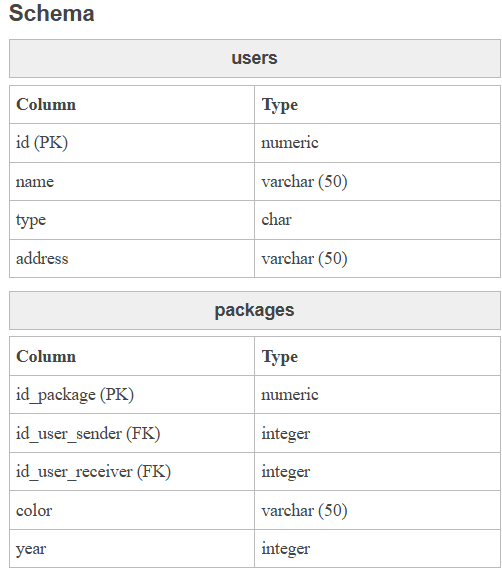 Schema
users
Column Type
id (PK) numeric
name varchar (50)
type char
address varchar (50)
packages
Column Type
id_package (PK) numeric
id_user_sender (FK) integer
id_user_receiver (FK) integer
color varchar (50)
year integer